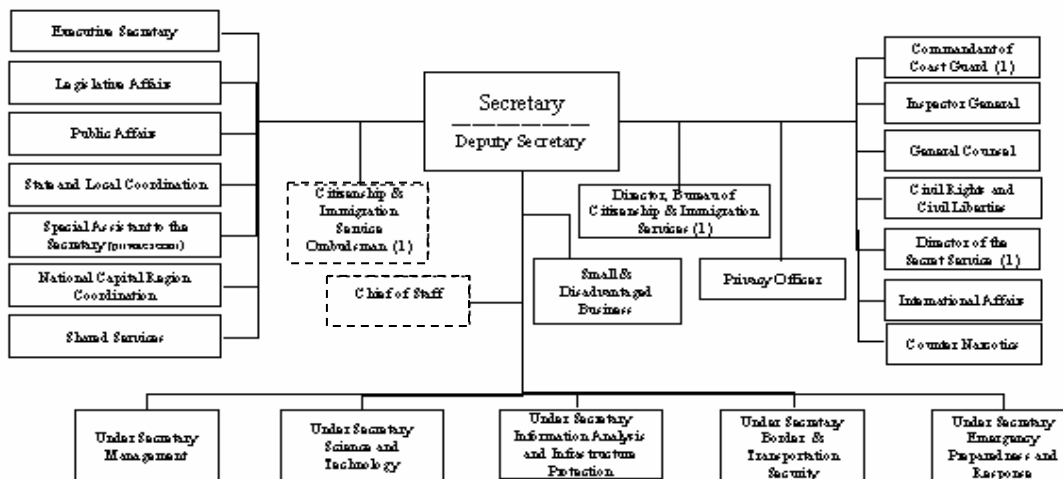 Executive Secretary
Legislative Affairs
Public Affairs
State and Local Coordination
Special Assistant to the
Secretary (private sector)
National Capital Region
Coordination
Shared Services
Secretary
Deputy Secretary
Citizenship &
Immigration
Service
Ombudsman (1)
Chief of Staff
Director, Bureau of
Citizenship & Immigration
Services (1)
Small &
Disadvantaged
Business
Privacy Officer
Commandant of
Coast Guard (1)
Inspector General
General Counsel
Civil Rights and
Civil Liberties
Director of the
Secret Service (1)
International Affairs
Counter Narcotics
Under Secretary
Management
Under Secretary
Science and
Technology
Under Secretary
Information Analysis
and Infrastructure
Protection
Under Secretary
Border &
Transportation
Security
Under Secretary
Emergency
Preparedness and
Response